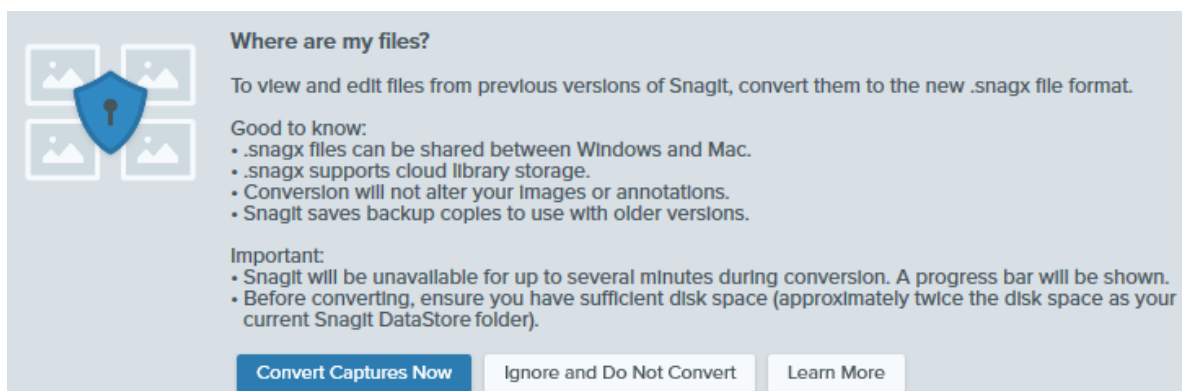 Where are my files?
To view and edit files from previous versions of Snagit, convert them to the new .snagx file format.
Good to know:
• .snagx files can be shared between Windows and Mac.
• .snagx supports cloud library storage.
• Conversion will not alter your images or annotations.
• Snagit saves backup copies to use with older versions.
Important:
• Snagit will be unavailable for up to several minutes during conversion. A progress bar will be shown.
• Before converting, ensure you have sufficient disk space (approximately twice the disk space as your
current Snagit DataStore folder).
Convert Captures Now Ignore and Do Not Convert Learn More